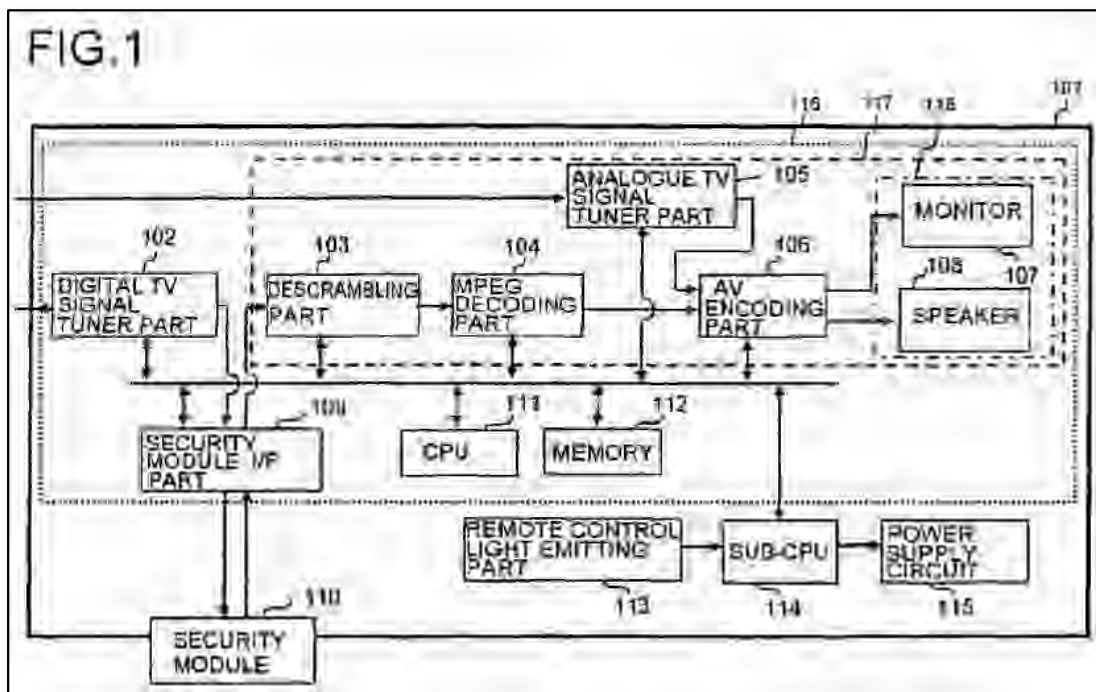 FIG.1
101
116
117
118
ANALOGUE TV
SIGNAL
TUNER PART
105
MONITOR
107
102
DIGITAL TV
SIGNAL
TUNER PART
103
DESCRAMBLING
PART
104
MPEG
DECODING
PART
106
AV
ENCODING
PART
108
SPEAKER
109
SECURITY
MODULE I/F
PART
111
CPU
112
MEMORY
REMOTE CONTROL
LIGHT EMITTING
PART
113
SUB-CPU
114
POWER
SUPPLY
CIRCUIT
115
110
SECURITY
MODULE